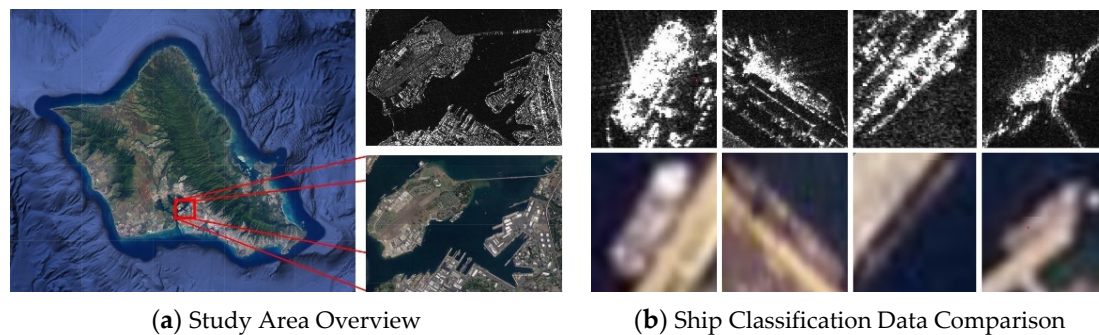 (a) Study Area Overview
(b) Ship Classification Data Comparison